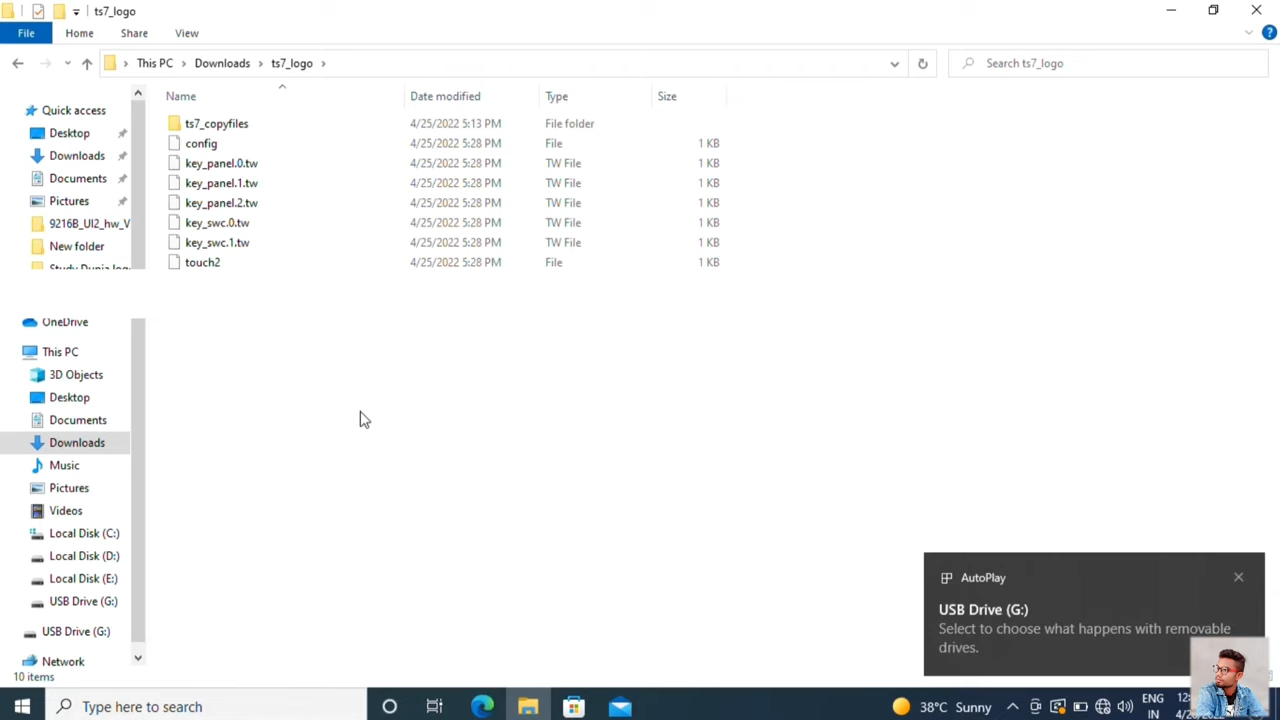 ts7_logo
File Home Share View
This PC Downloads ts7_logo
Search ts7_logo
Name Date modified Type Size
Quick access
Desktop
Downloads
Documents
Pictures
9216B_UI2_hw_V
New folder
Study Dunia logo
ts7_copyfiles 4/25/2022 5:13 PM File folder
config 4/25/2022 5:28 PM File 1 KB
key_panel.0.tw 4/25/2022 5:28 PM TW File 1 KB
key_panel.1.tw 4/25/2022 5:28 PM TW File 1 KB
key_panel.2.tw 4/25/2022 5:28 PM TW File 1 KB
key_swc.0.tw 4/25/2022 5:28 PM TW File 1 KB
key_swc.1.tw 4/25/2022 5:28 PM TW File 1 KB
touch2 4/25/2022 5:28 PM File 1 KB
OneDrive
This PC
3D Objects
Desktop
Documents
Downloads
Music
Pictures
Videos
Local Disk (C:)
Local Disk (D:)
Local Disk (E:)
USB Drive (G:)
USB Drive (G:)
Network
10 items
AutoPlay
USB Drive (G:)
Select to choose what happens with removable
drives.
Type here to search
38°C Sunny
ENG
IN